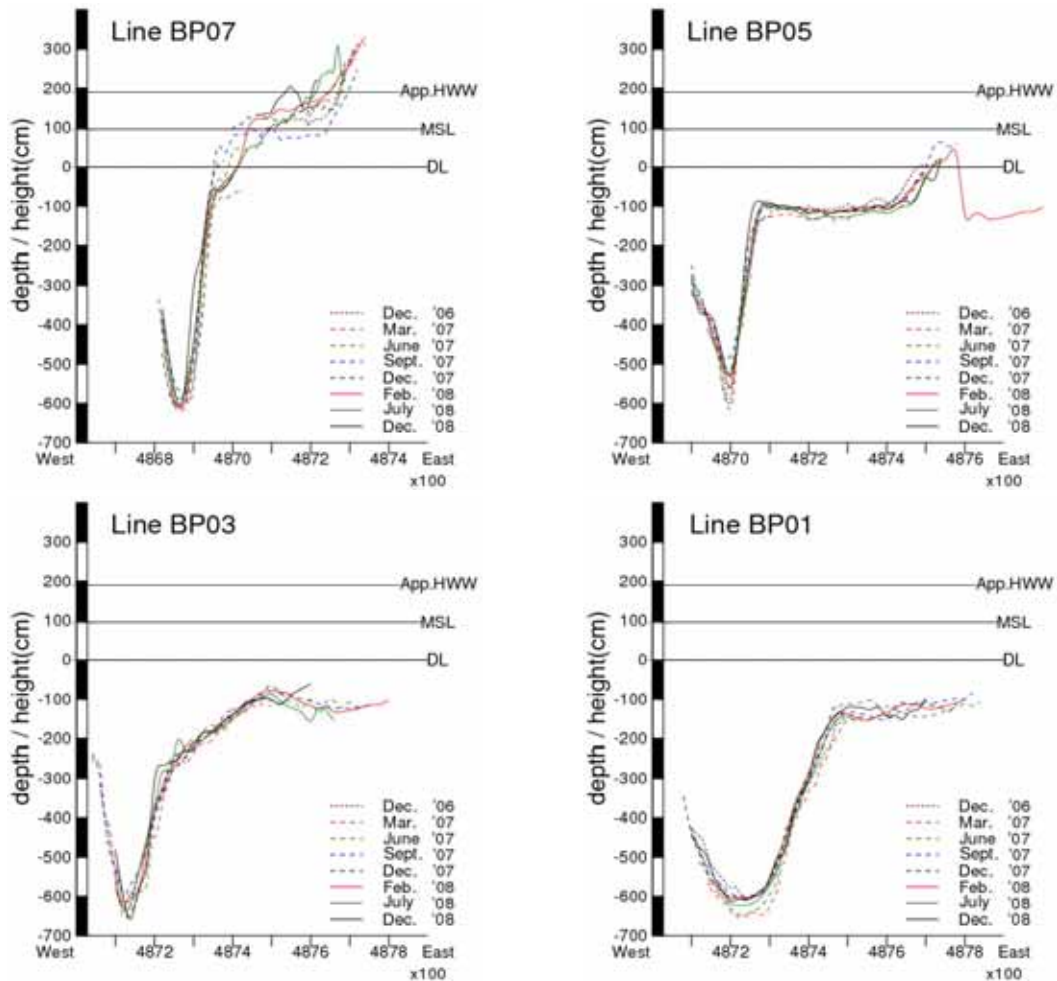 Line BP07
depth / height(cm)
300
200
100
0
-100
-200
-300
-400
-500
-600
-700
App.HWW
MSL
DL
Dec. '06
Mar. '07
June '07
Sept. '07
Dec. '07
Feb. '08
July '08
Dec. '08
West 4868 4870 4872 4874 East
x100
Line BP05
depth / height(cm)
300
200
100
0
-100
-200
-300
-400
-500
-600
-700
App.HWW
MSL
DL
Dec. '06
Mar. '07
June '07
Sept. '07
Dec. '07
Feb. '08
July '08
Dec. '08
West 4870 4872 4874 4876 East
x100
Line BP03
depth / height(cm)
300
200
100
0
-100
-200
-300
-400
-500
-600
-700
App.HWW
MSL
DL
Dec. '06
Mar. '07
June '07
Sept. '07
Dec. '07
Feb. '08
July '08
Dec. '08
West 4872 4874 4876 4878 East
x100
Line BP01
depth / height(cm)
300
200
100
0
-100
-200
-300
-400
-500
-600
-700
App.HWW
MSL
DL
Dec. '06
Mar. '07
June '07
Sept. '07
Dec. '07
Feb. '08
July '08
Dec. '08
West 4872 4874 4876 4878 East
x100